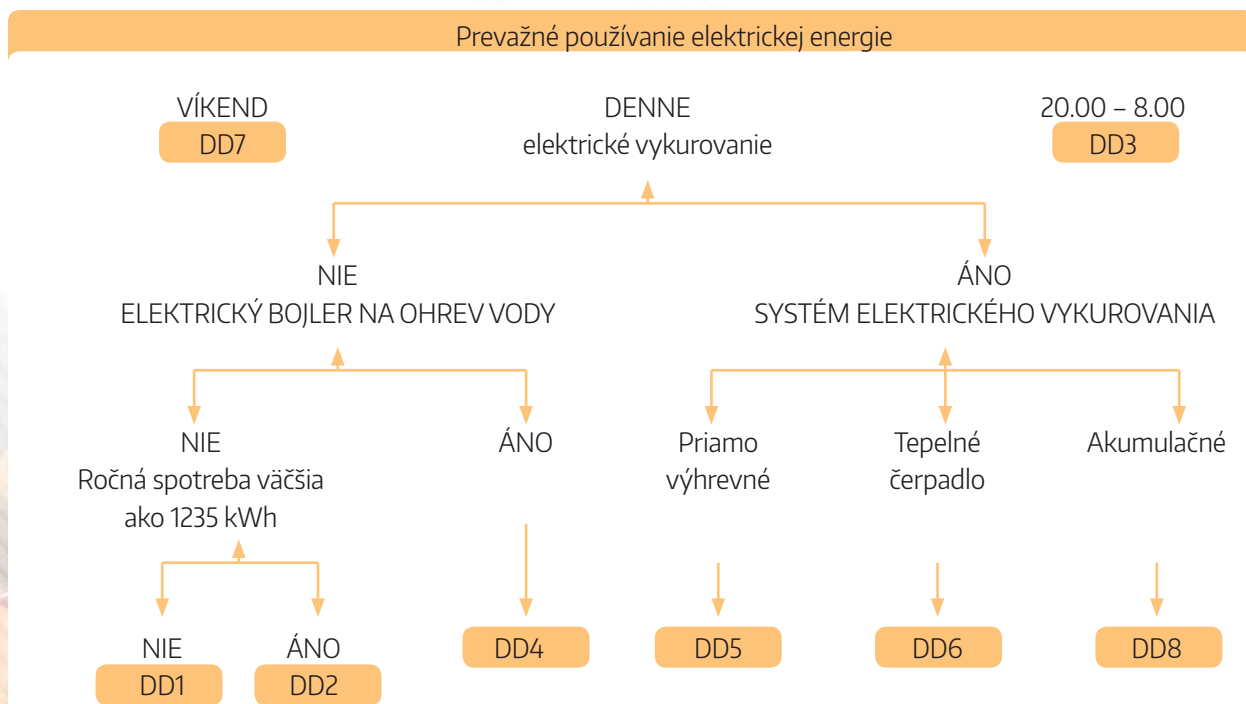 Prevažné používanie elektrickej energie
VÍKEND
DD7
DENNE
elektrické vykurovanie
20.00 – 8.00
DD3
NIE
ELEKTRICKÝ BOJLER NA OHREV VODY
ÁNO
SYSTÉM ELEKTRICKÉHO VYKUROVANIA
NIE
Ročná spotreba väčšia
ako 1235 kWh
ÁNO
Priamo
výhrevné
Tepelné
čerpadlo
Akumulačné
NIE
DD1
ÁNO
DD2
DD4
DD5
DD6
DD8